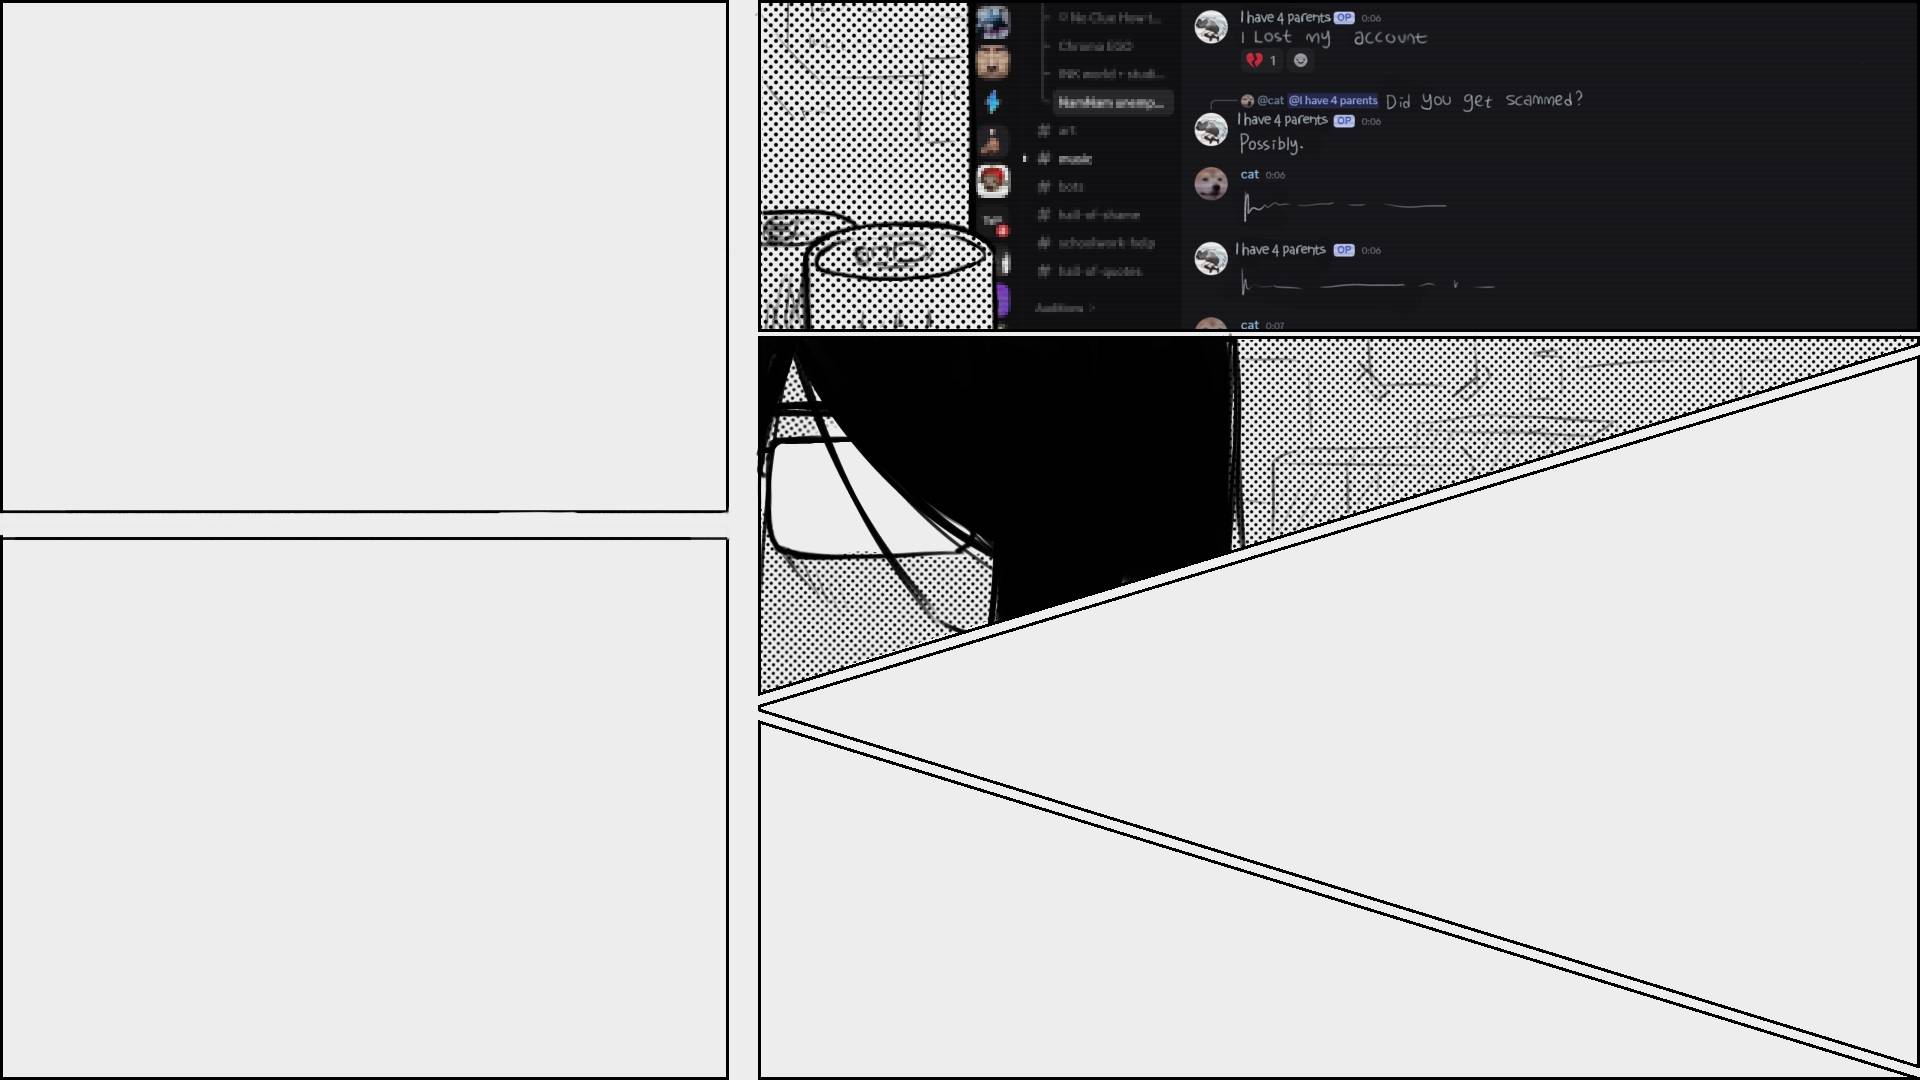 No Clue How t...
Chroma EGO
INK world - studi...
NamNam unemp...
# art
# music
# bots
# hall-of-shame
# schoolwork-help
# hall-of-quotes
Auditions >
I have 4 parents OP 0:06
I Lost my account
1
@cat @I have 4 parents Did you get scammed?
I have 4 parents OP 0:06
Possibly.
cat 0:06
I have 4 parents OP 0:06
cat 0:07